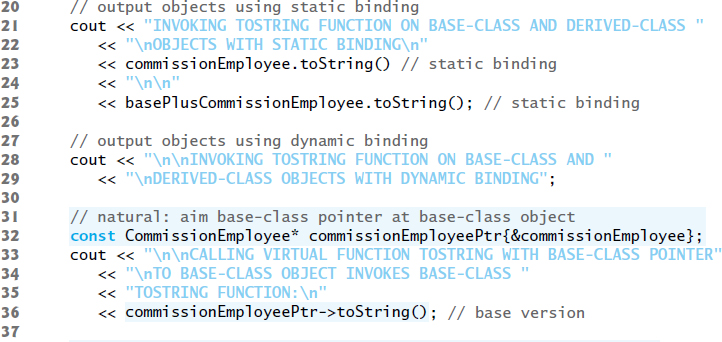 20 // output objects using static binding
21 cout << "INVOKING TOSTRING FUNCTION ON BASE-CLASS AND DERIVED-CLASS "
22 << "\nOBJECTS WITH STATIC BINDING\n"
23 << commissionEmployee.toString() // static binding
24 << "\n\n"
25 << basePlusCommissionEmployee.toString(); // static binding
26
27 // output objects using dynamic binding
28 cout << "\n\nINVOKING TOSTRING FUNCTION ON BASE-CLASS AND "
29 << "\nDERIVED-CLASS OBJECTS WITH DYNAMIC BINDING";
30
31 // natural: aim base-class pointer at base-class object
32 const CommissionEmployee* commissionEmployeePtr{&commissionEmployee};
33 cout << "\n\nCALLING VIRTUAL FUNCTION TOSTRING WITH BASE-CLASS POINTER"
34 << "\nTO BASE-CLASS OBJECT INVOKES BASE-CLASS "
35 << "TOSTRING FUNCTION:\n"
36 << commissionEmployeePtr->toString(); // base version
37